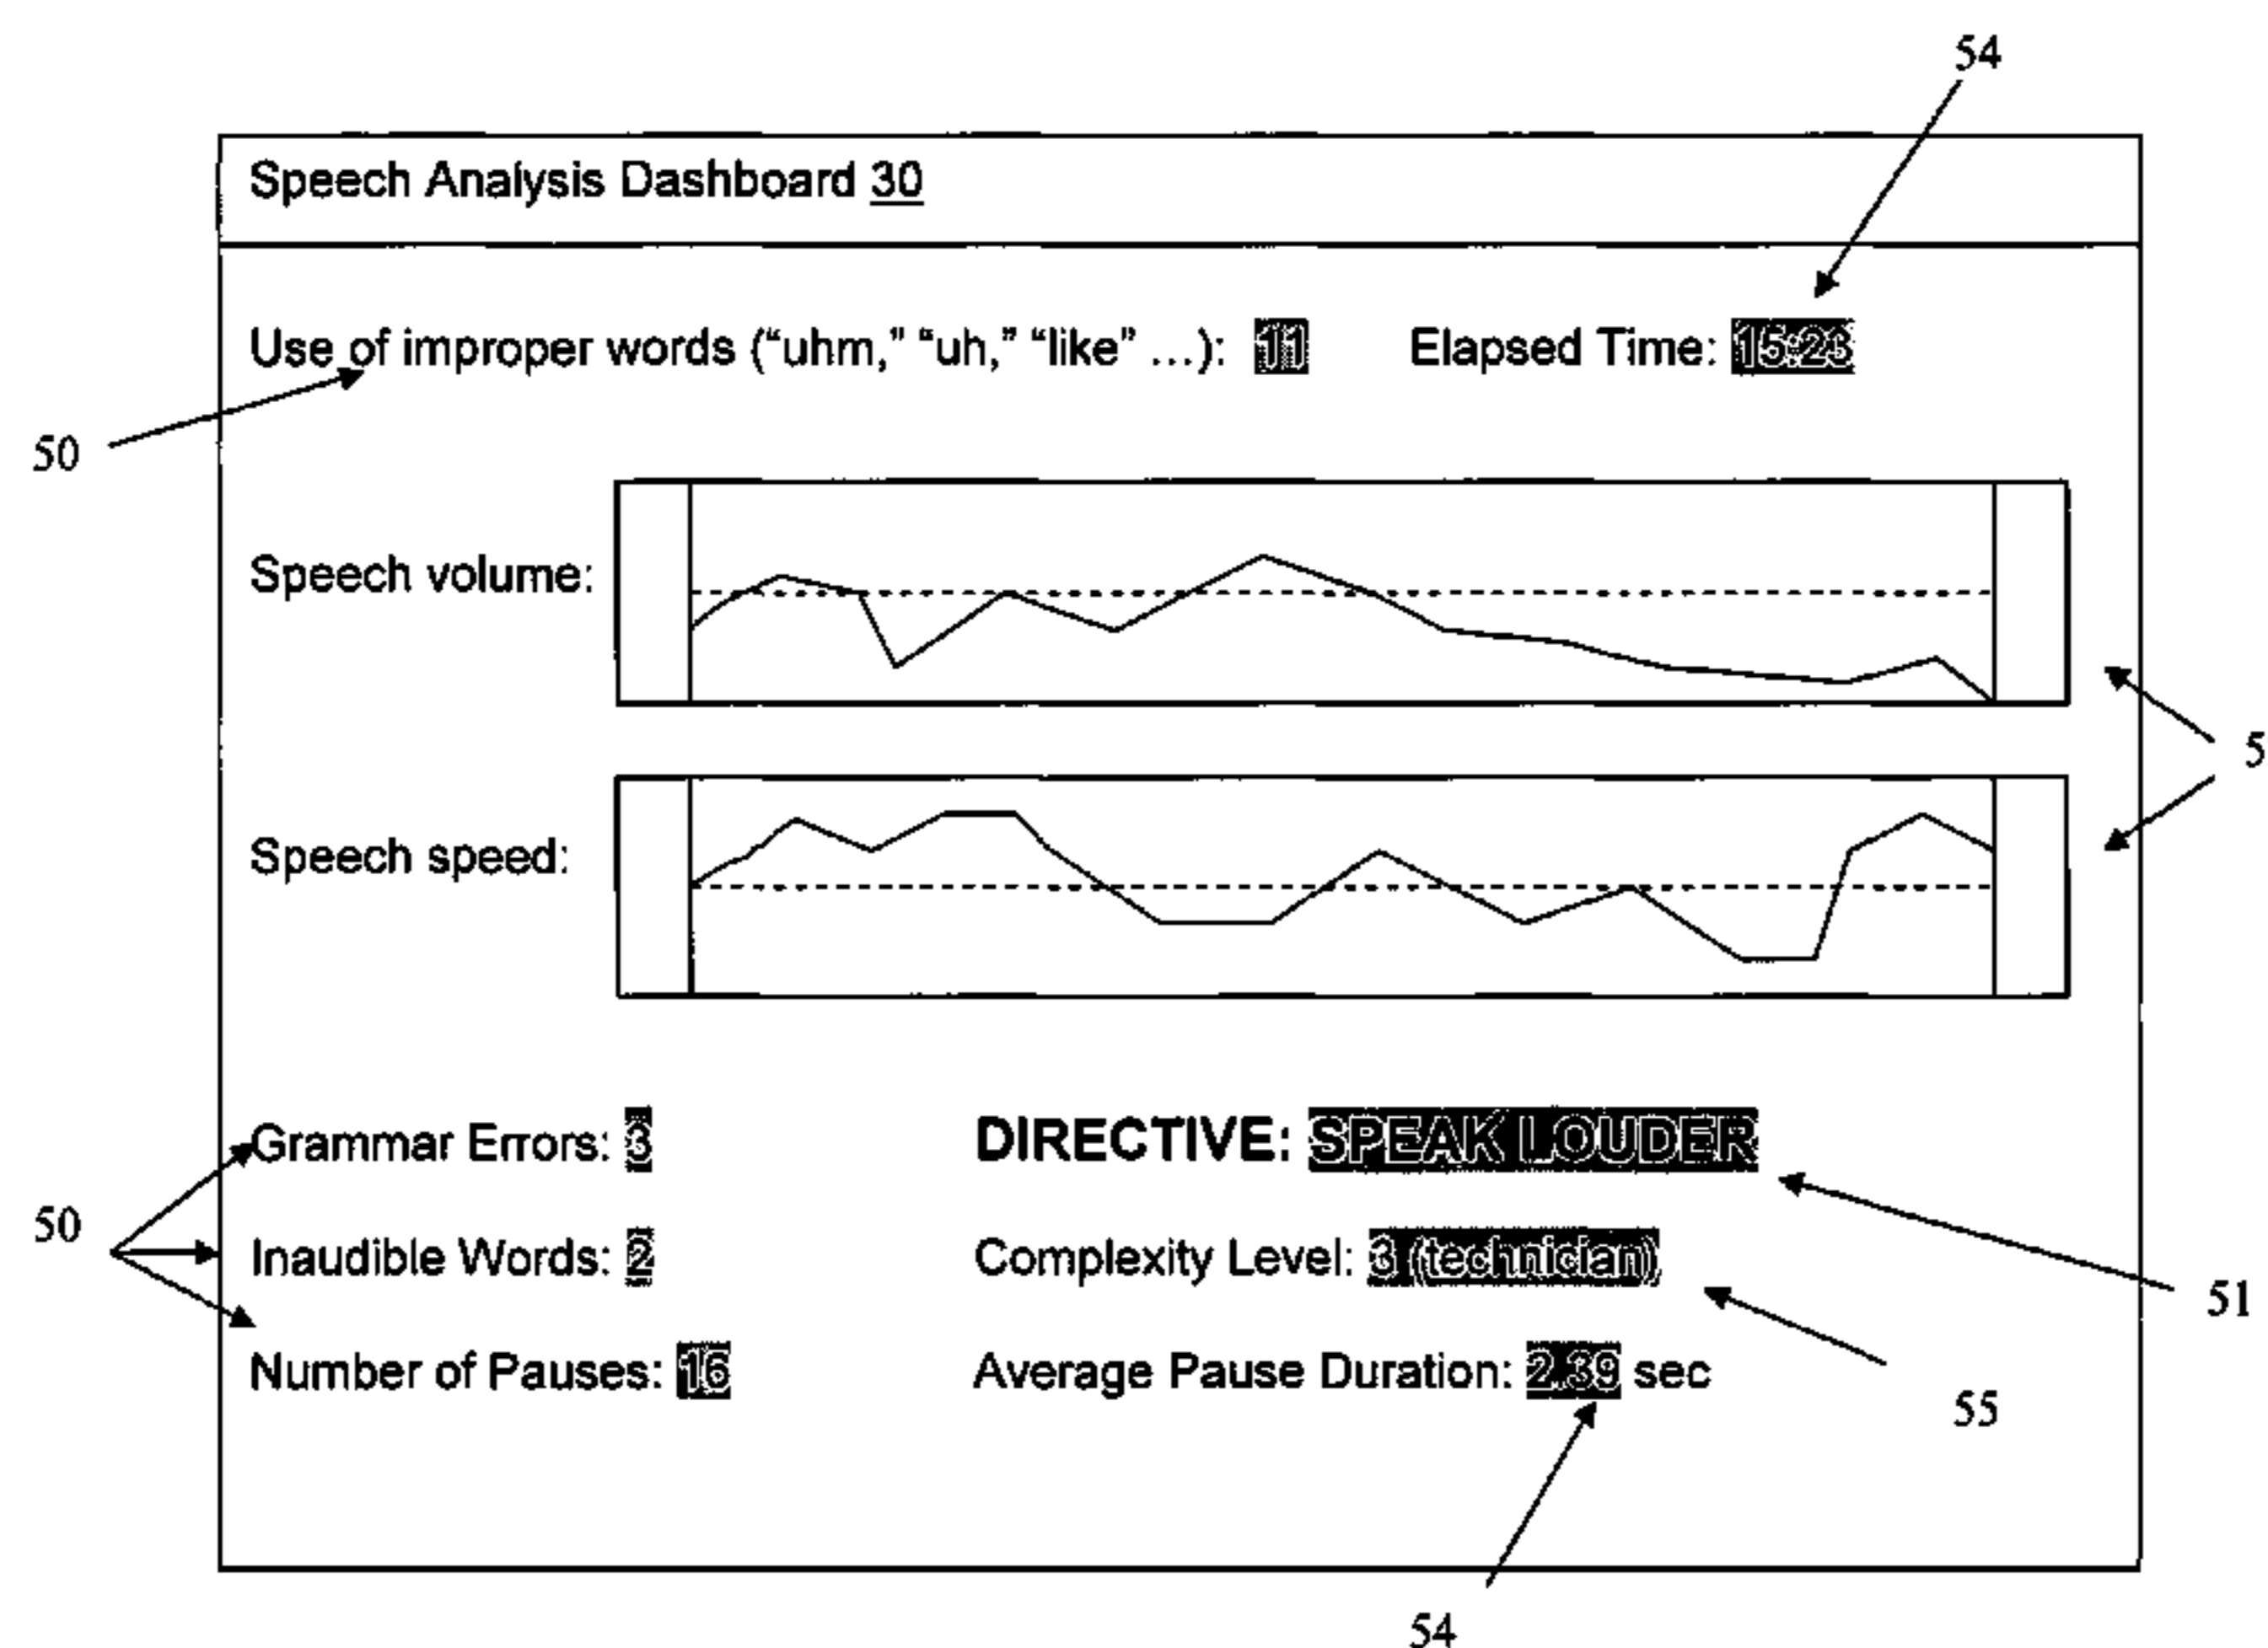 54
Speech Analysis Dashboard 30
Use of improper words (“uhm,” “uh,” “like” ...): 11 Elapsed Time: 15:23
50
Speech volume:
5
Speech speed:
Grammar Errors: 3 DIRECTIVE: SPEAK LOUDER
50
Inaudible Words: 2 Complexity Level: 3 (technician)
51
Number of Pauses: 16 Average Pause Duration: 2.39 sec
55
54